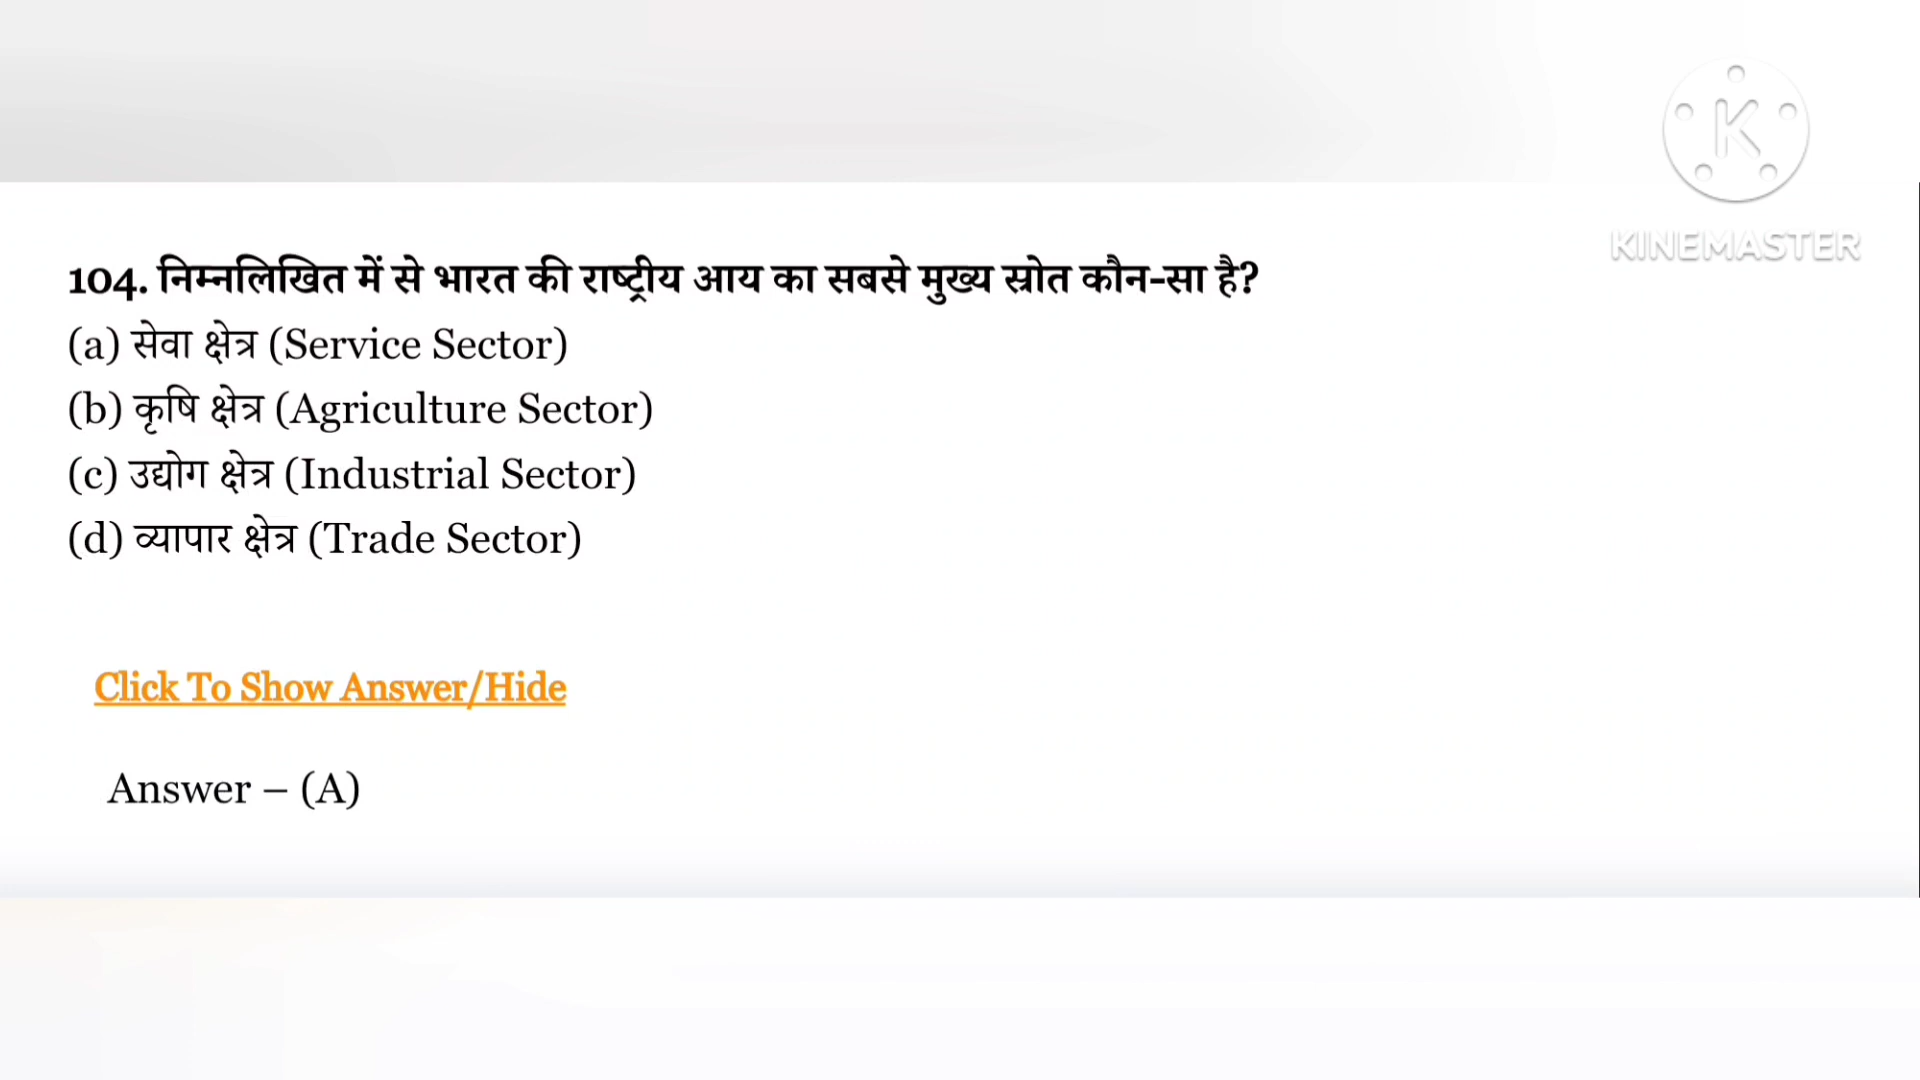 K
KINEMASTER
104. निम्नलिखित में से भारत की राष्ट्रीय आय का सबसे मुख्य स्रोत कौन-सा है?
(a) सेवा क्षेत्र (Service Sector)
(b) कृषि क्षेत्र (Agriculture Sector)
(c) उद्योग क्षेत्र (Industrial Sector)
(d) व्यापार क्षेत्र (Trade Sector)
Click To Show Answer/Hide
Answer – (A)